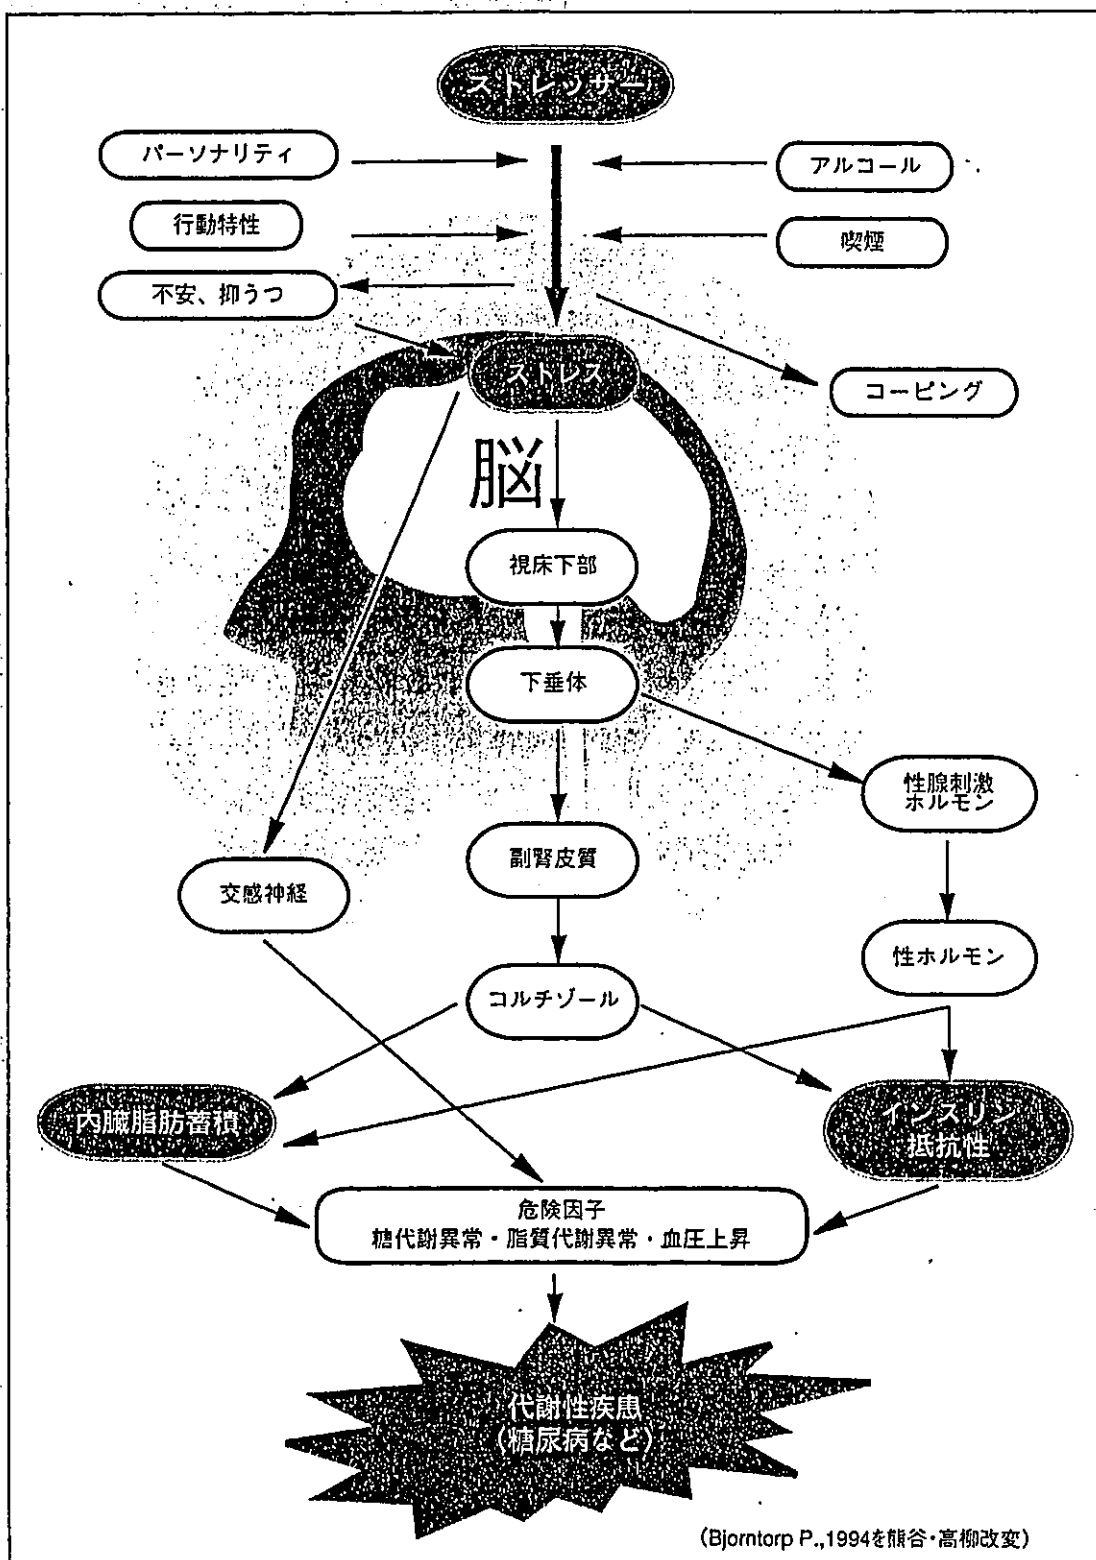 ストレッサー
パーソナリティ
アルコール
行動特性
喫煙
不安、抑うつ
ストレス
コーピング
脳
視床下部
下垂体
性腺刺激
ホルモン
副腎皮質
交感神経
性ホルモン
コルチゾール
内臓脂肪蓄積
インスリン
抵抗性
危険因子
糖代謝異常・脂質代謝異常・血圧上昇
代謝性疾患
(糖尿病など)
(Bjorntorp P.,1994を熊谷・高柳改変)